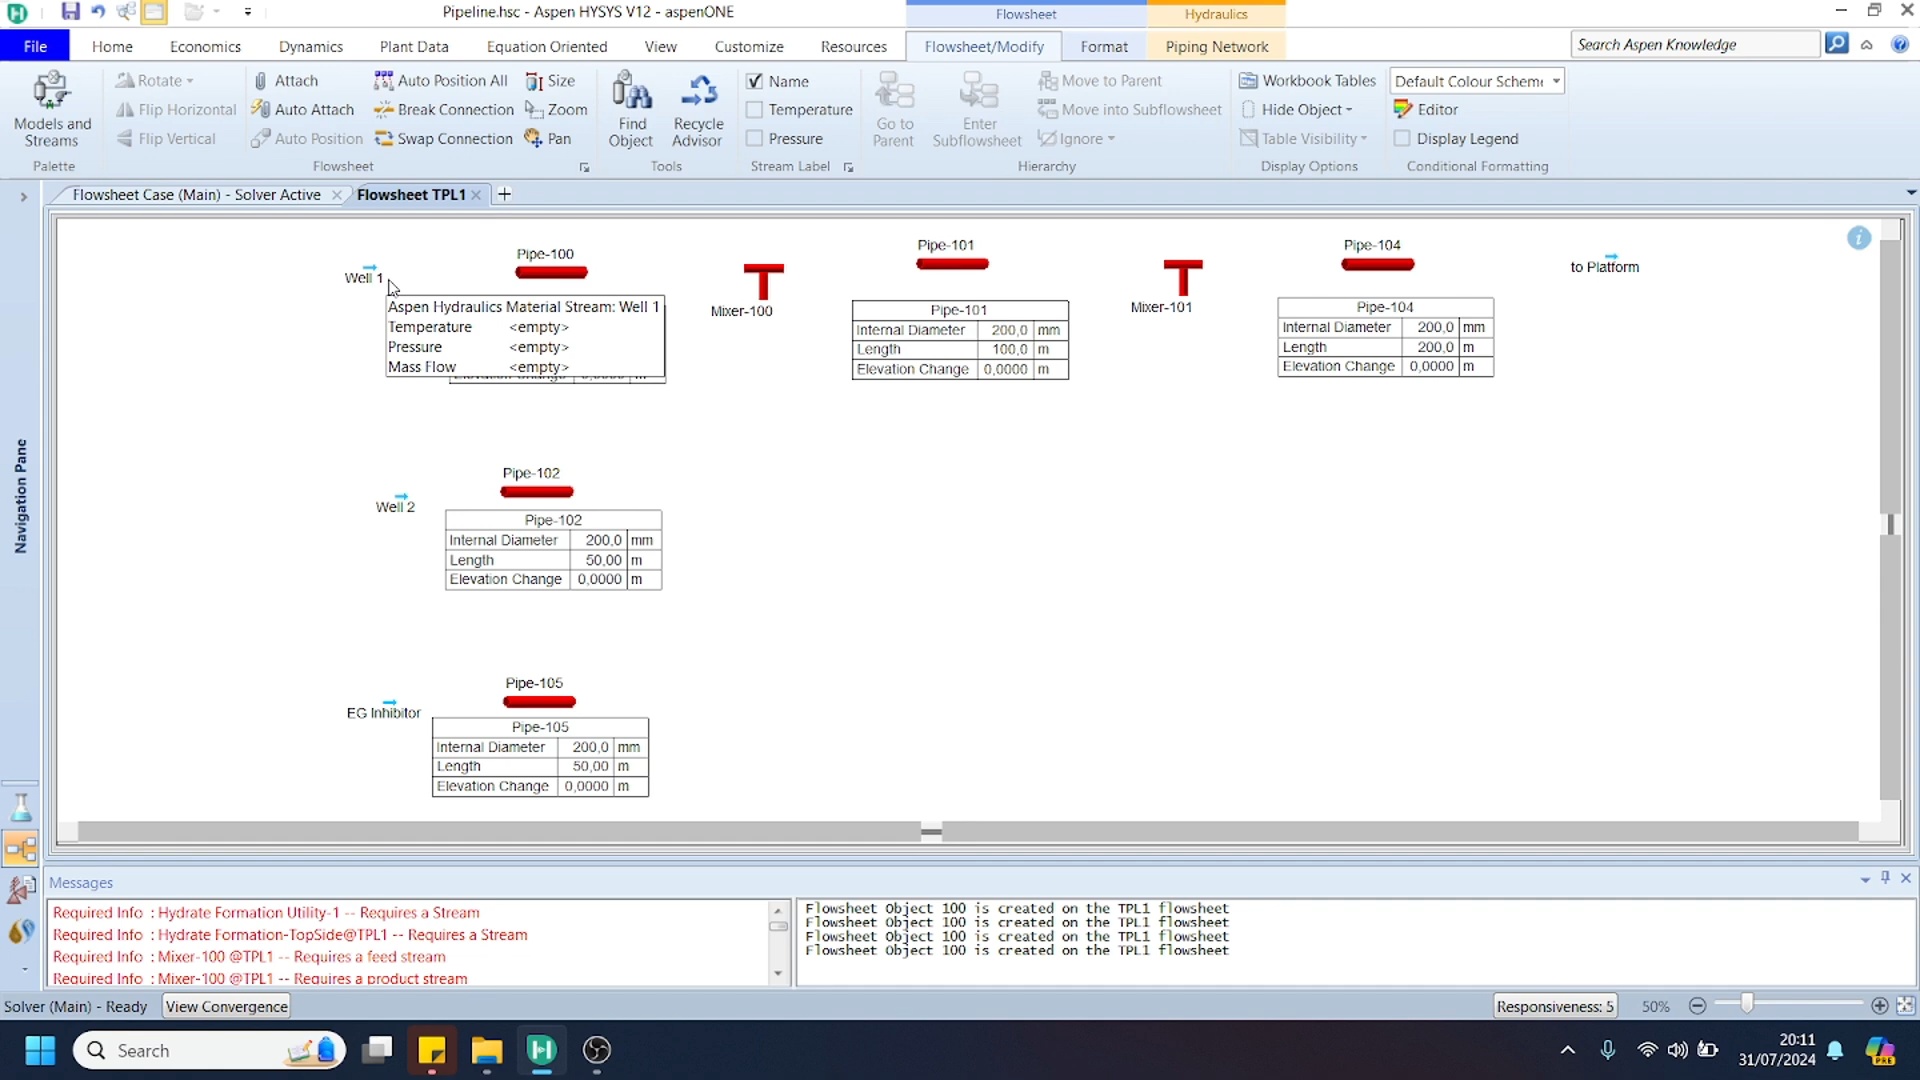 Pipeline.hsc - Aspen HYSYS V12 - aspenONE
Flowsheet
Hydraulics
File
Home
Economics
Dynamics
Plant Data
Equation Oriented
View
Customize
Resources
Flowsheet/Modify
Format
Piping Network
Search Aspen Knowledge
Models and Streams
Palette
Rotate
Flip Horizontal
Flip Vertical
Attach
Auto Attach
Auto Position
Auto Position All
Break Connection
Swap Connection
Size
Zoom
Pan
Flowsheet
Find Object
Recycle Advisor
Tools
Name
Temperature
Pressure
Stream Label
Go to Parent
Enter Subflowsheet
Move to Parent
Move into Subflowsheet
Ignore
Hierarchy
Workbook Tables
Hide Object
Table Visibility
Display Options
Default Colour Scheme
Editor
Display Legend
Conditional Formatting
Flowsheet Case (Main) - Solver Active
Flowsheet TPL1
Navigation Pane
Well 1
Pipe-100
Aspen Hydraulics Material Stream: Well 1
Temperature <empty>
Pressure <empty>
Mass Flow <empty>
Mixer-100
Pipe-101
Pipe-101
Internal Diameter 200,0 mm
Length 100,0 m
Elevation Change 0,0000 m
Mixer-101
Pipe-104
Pipe-104
Internal Diameter 200,0 mm
Length 200,0 m
Elevation Change 0,0000 m
to Platform
Well 2
Pipe-102
Pipe-102
Internal Diameter 200,0 mm
Length 50,00 m
Elevation Change 0,0000 m
EG Inhibitor
Pipe-105
Pipe-105
Internal Diameter 200,0 mm
Length 50,00 m
Elevation Change 0,0000 m
Messages
Required Info : Hydrate Formation Utility-1 -- Requires a Stream
Required Info : Hydrate Formation-TopSide@TPL1 -- Requires a Stream
Required Info : Mixer-100 @TPL1 -- Requires a feed stream
Required Info : Mixer-100 @TPL1 -- Requires a product stream
Flowsheet Object 100 is created on the TPL1 flowsheet
Flowsheet Object 100 is created on the TPL1 flowsheet
Flowsheet Object 100 is created on the TPL1 flowsheet
Flowsheet Object 100 is created on the TPL1 flowsheet
Solver (Main) - Ready
View Convergence
Responsiveness: 5
50%
Search
20:11
31/07/2024
PRE